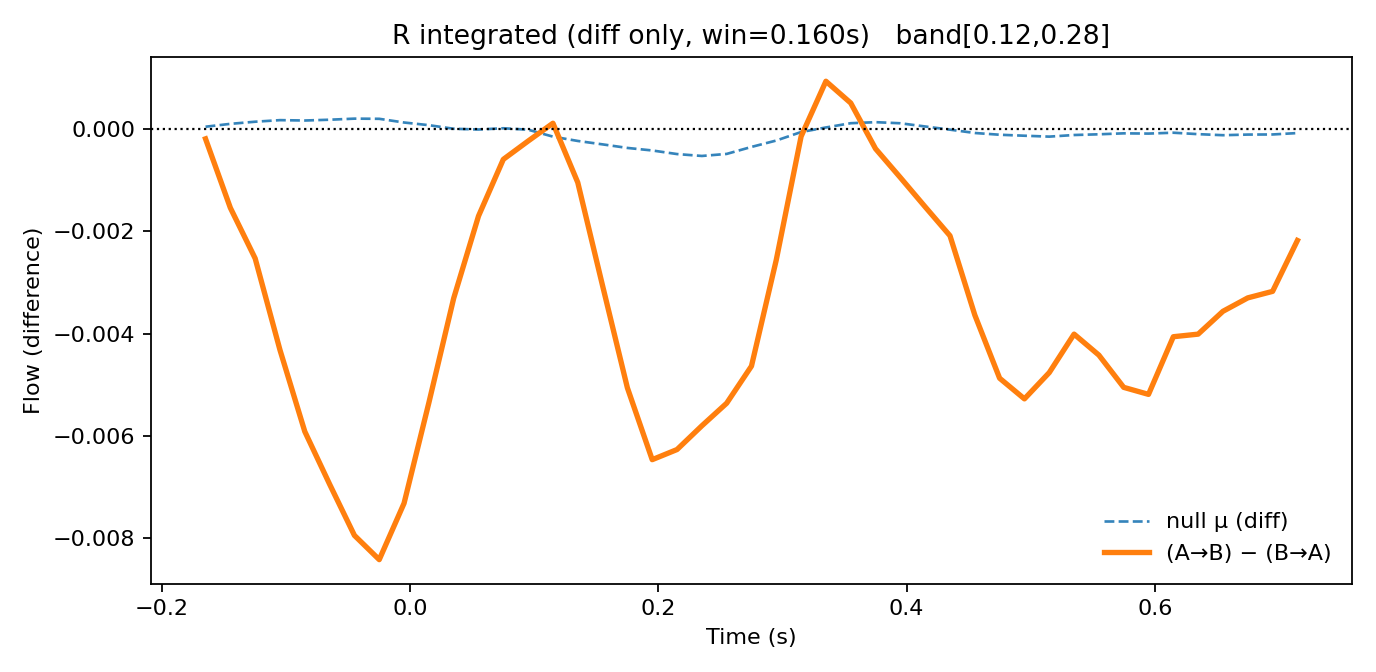 R integrated (diff only, win=0.160s)   band[0.12,0.28]
Flow (difference)
0.000
−0.002
−0.004
−0.006
−0.008
null μ (diff)
(A→B) − (B→A)
−0.2
0.0
0.2
0.4
0.6
Time (s)